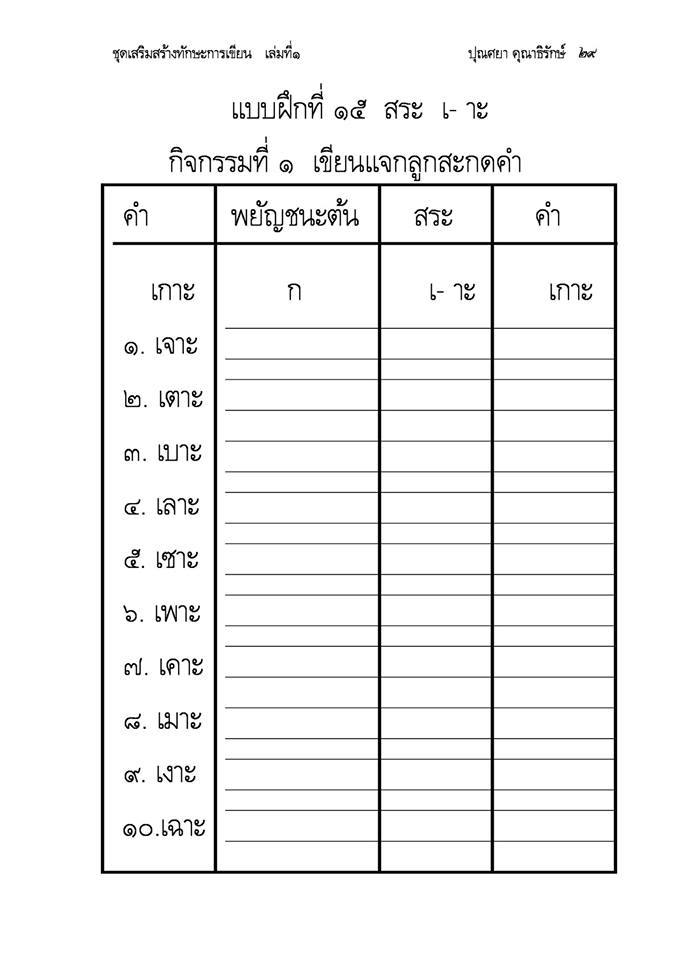 ชุดเสริมสร้างทักษะการเขียน เล่มที่๑ ปุณศยา คุณาธิรักษ์ ๒๙
แบบฝึกที่ ๑๕ สระ เ- าะ
กิจกรรมที่ ๑ เขียนแจกลูกสะกดคำ
คำ พยัญชนะต้น สระ คำ
เกาะ ก เ- าะ เกาะ
๑. เจาะ
๒. เตาะ
๓. เบาะ
๔. เลาะ
๕. เซาะ
๖. เพาะ
๗. เคาะ
๘. เมาะ
๙. เงาะ
๑๐.เฉาะ